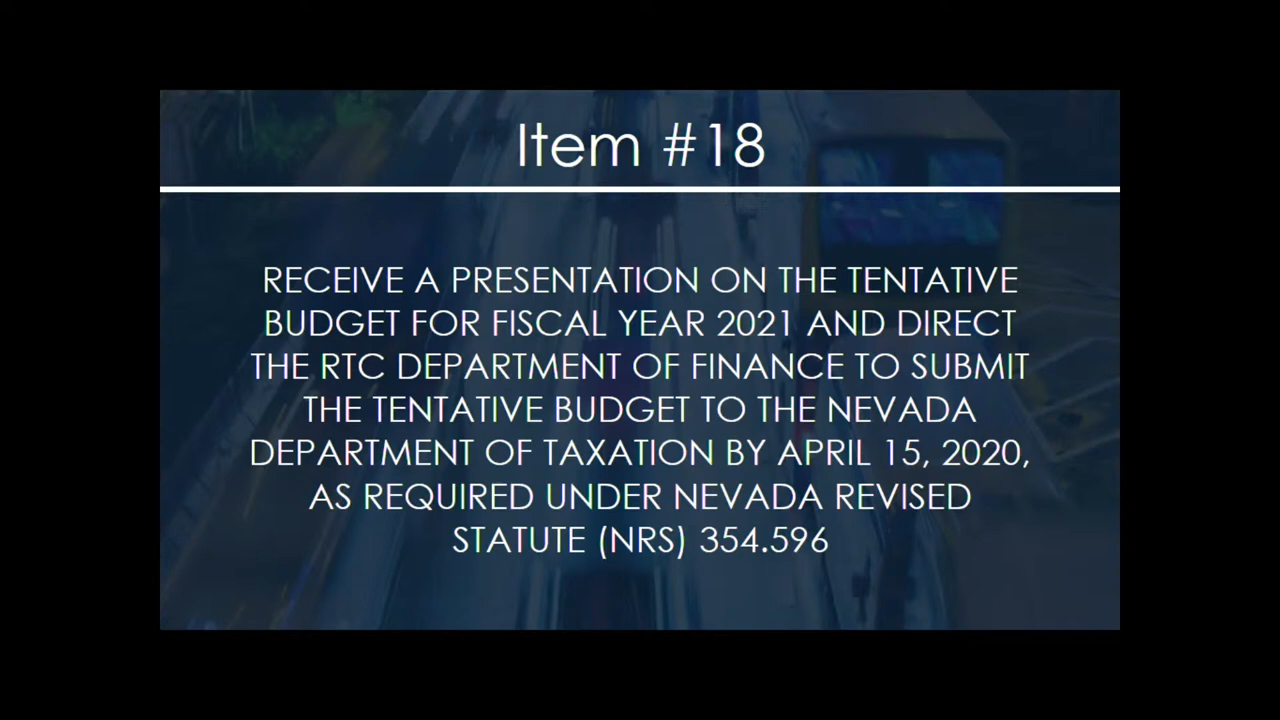 Item #18
RECEIVE A PRESENTATION ON THE TENTATIVE
BUDGET FOR FISCAL YEAR 2021 AND DIRECT
THE RTC DEPARTMENT OF FINANCE TO SUBMIT
THE TENTATIVE BUDGET TO THE NEVADA
DEPARTMENT OF TAXATION BY APRIL 15, 2020,
AS REQUIRED UNDER NEVADA REVISED
STATUTE (NRS) 354.596